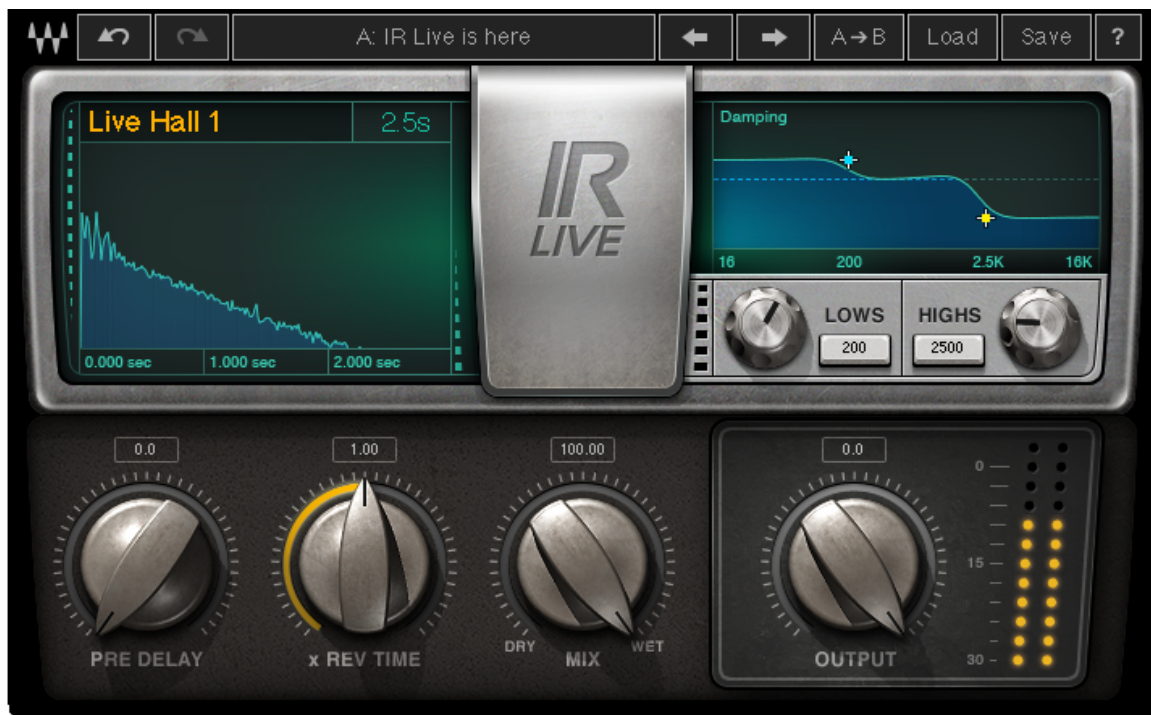 A: IR Live is here
A→B
Load
Save
?
Live Hall 1
2.5s
0.000 sec
1.000 sec
2.000 sec
IR
LIVE
Damping
16
200
2.5K
16K
LOWS
200
HIGHS
2500
0.0
PRE DELAY
1.00
x REV TIME
100.00
DRY
WET
MIX
0.0
OUTPUT
0
15
30